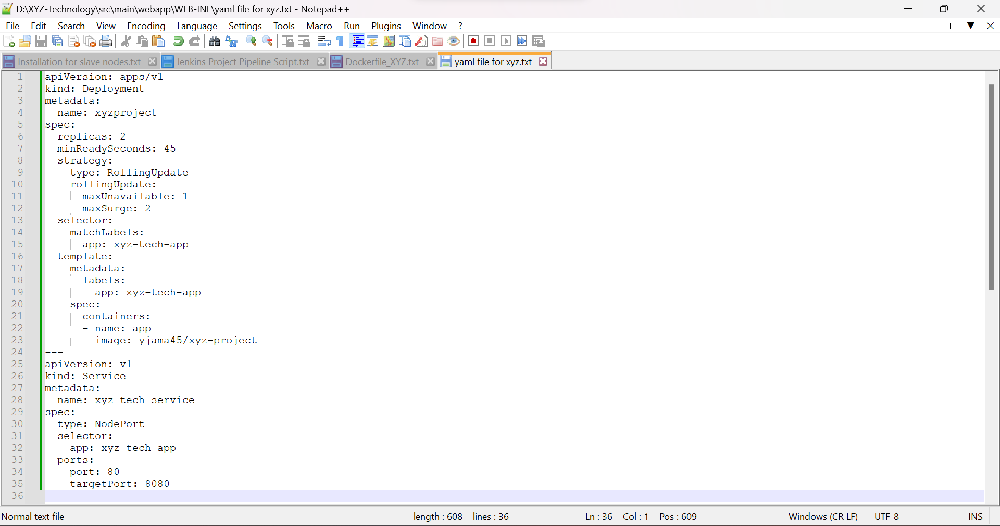 D:\XYZ-Technology\src\main\webapp\WEB-INF\yaml file for xyz.txt - Notepad++
File Edit Search View Encoding Language Settings Tools Macro Run Plugins Window ?
Installation for slave nodes.txt Jenkins Project Pipeline Script.txt Dockerfile_XYZ.txt yaml file for xyz.txt
1 apiVersion: apps/v1
2 kind: Deployment
3 metadata:
4   name: xyzproject
5 spec:
6   replicas: 2
7   minReadySeconds: 45
8   strategy:
9     type: RollingUpdate
10     rollingUpdate:
11       maxUnavailable: 1
12       maxSurge: 2
13   selector:
14     matchLabels:
15       app: xyz-tech-app
16   template:
17     metadata:
18       labels:
19         app: xyz-tech-app
20     spec:
21       containers:
22       - name: app
23         image: yjama45/xyz-project
24 ---
25 apiVersion: v1
26 kind: Service
27 metadata:
28   name: xyz-tech-service
29 spec:
30   type: NodePort
31   selector:
32     app: xyz-tech-app
33   ports:
34   - port: 80
35     targetPort: 8080
36
Normal text file length : 608 lines : 36 Ln : 36 Col : 1 Pos : 609 Windows (CR LF) UTF-8 INS